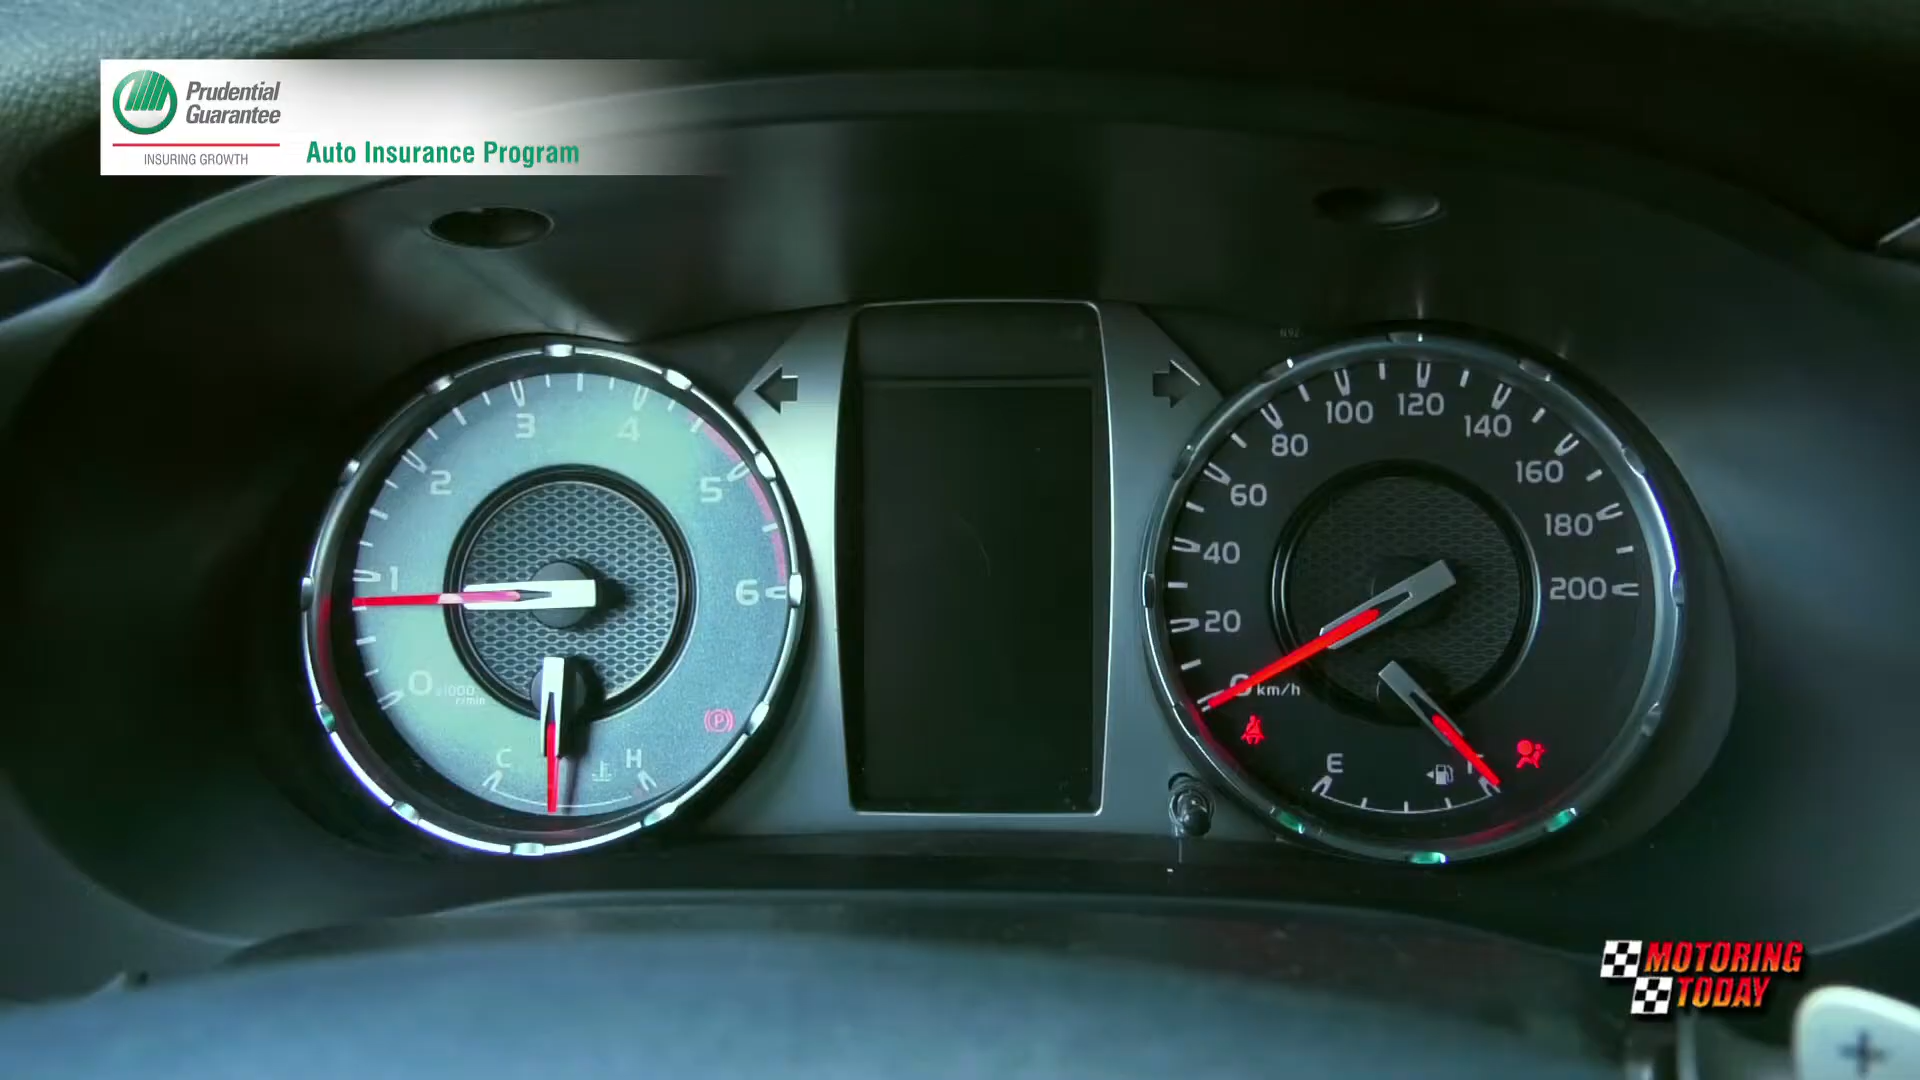 Prudential
Guarantee
INSURING GROWTH
Auto Insurance Program
0
1
2
3
4
5
6
x1000
r/min
C
H
P
0
20
40
60
80
100
120
140
160
180
200
km/h
E
MOTORING
TODAY
+